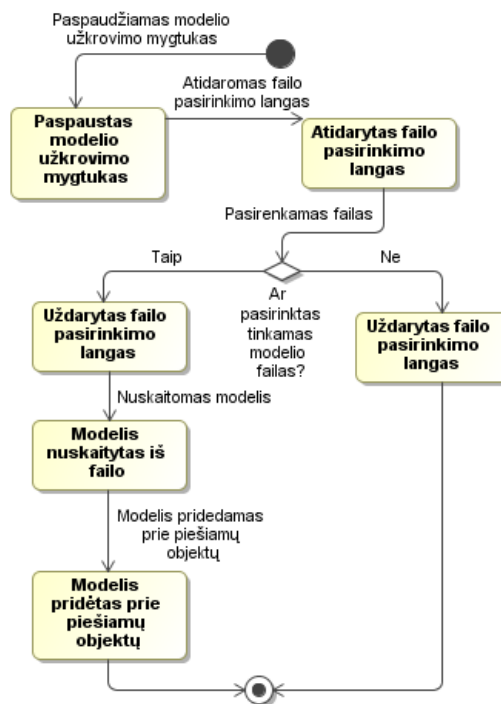 Paspaudžiamas modelio
užkrovimo mygtukas
Atidaromas failo
pasirinkimo langas
Paspaustas
modelio
užkrovimo
mygtukas
Atidarytas failo
pasirinkimo
langas
Pasirenkamas failas
Taip
Ne
Ar
pasirinktas
tinkamas
modelio
failas?
Uždarytas failo
pasirinkimo
langas
Uždarytas failo
pasirinkimo
langas
Nuskaitomas modelis
Modelis
nuskaitytas iš
failo
Modelis pridedamas
prie piešiamų
objektų
Modelis
pridėtas prie
piešiamų
objektų